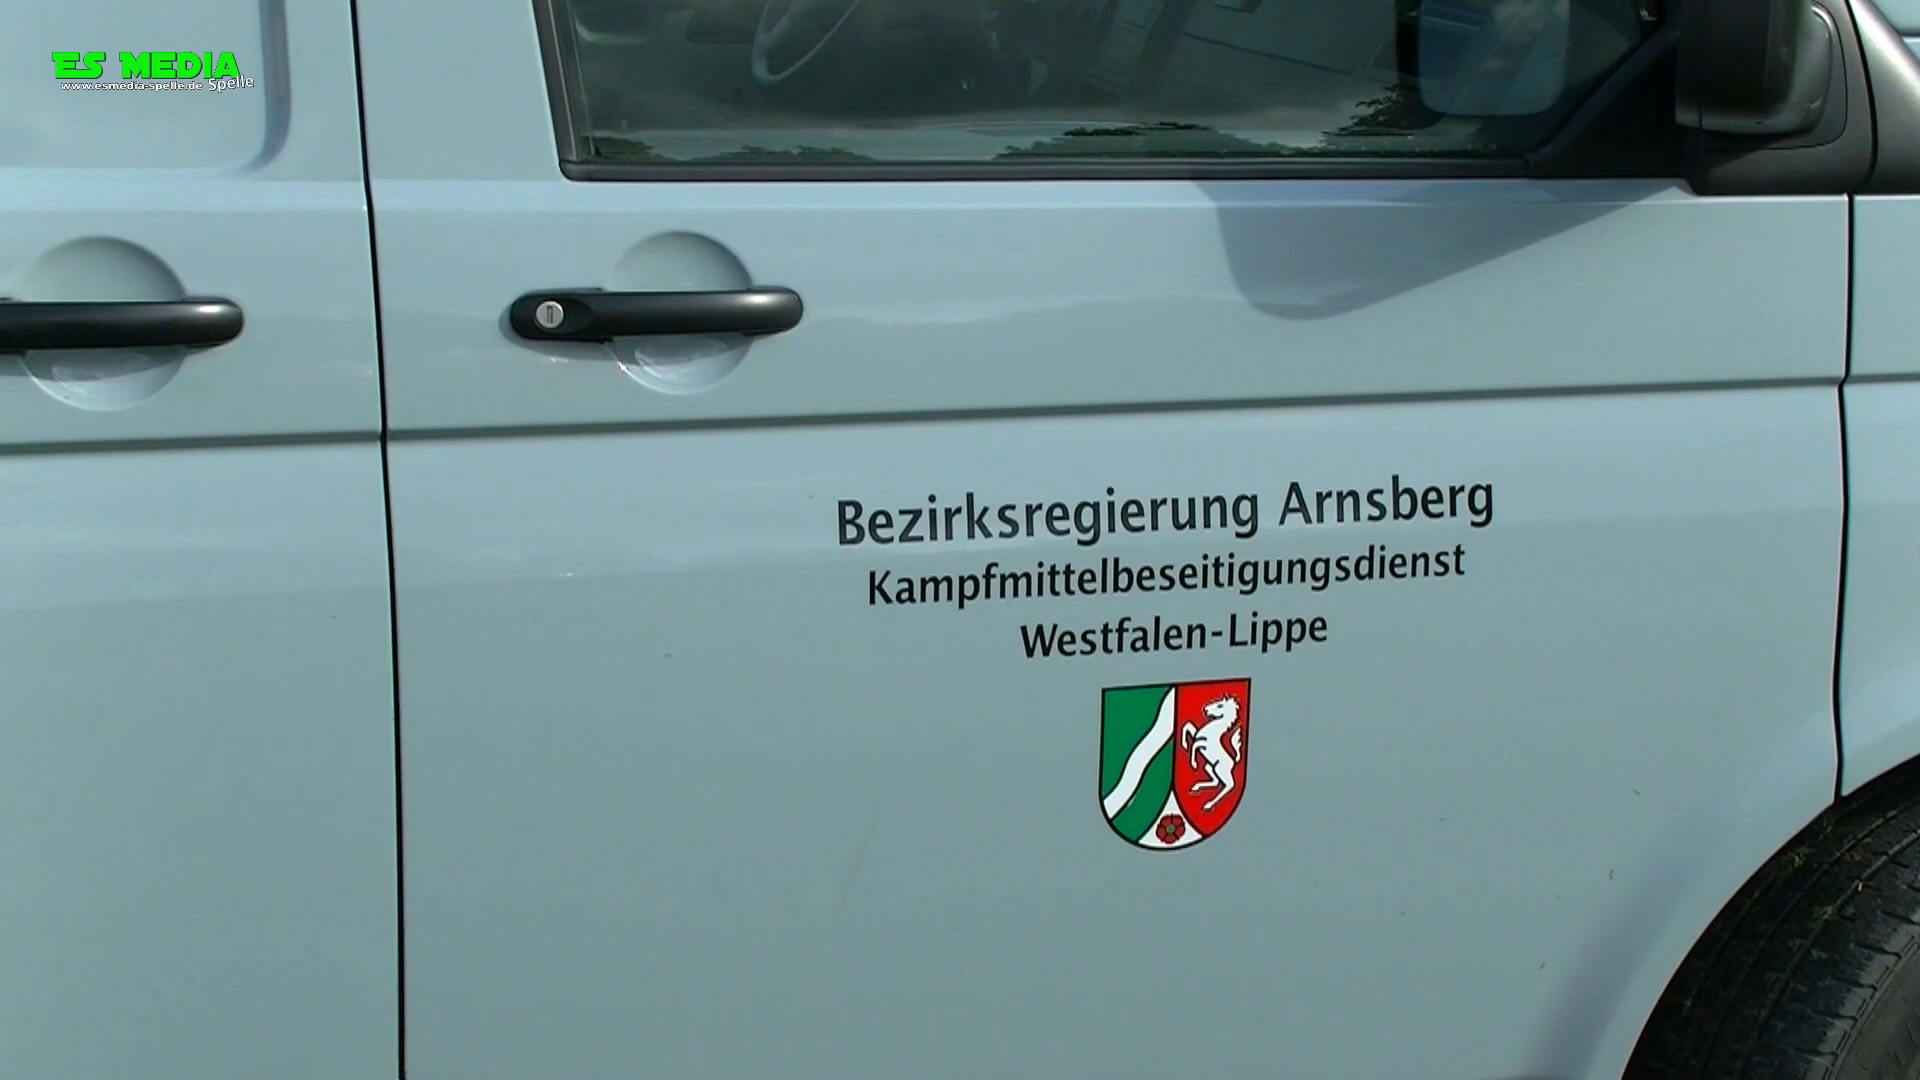 ES MEDIA
www.esmedia-spelle.de Spelle
Bezirksregierung Arnsberg
Kampfmittelbeseitigungsdienst
Westfalen-Lippe